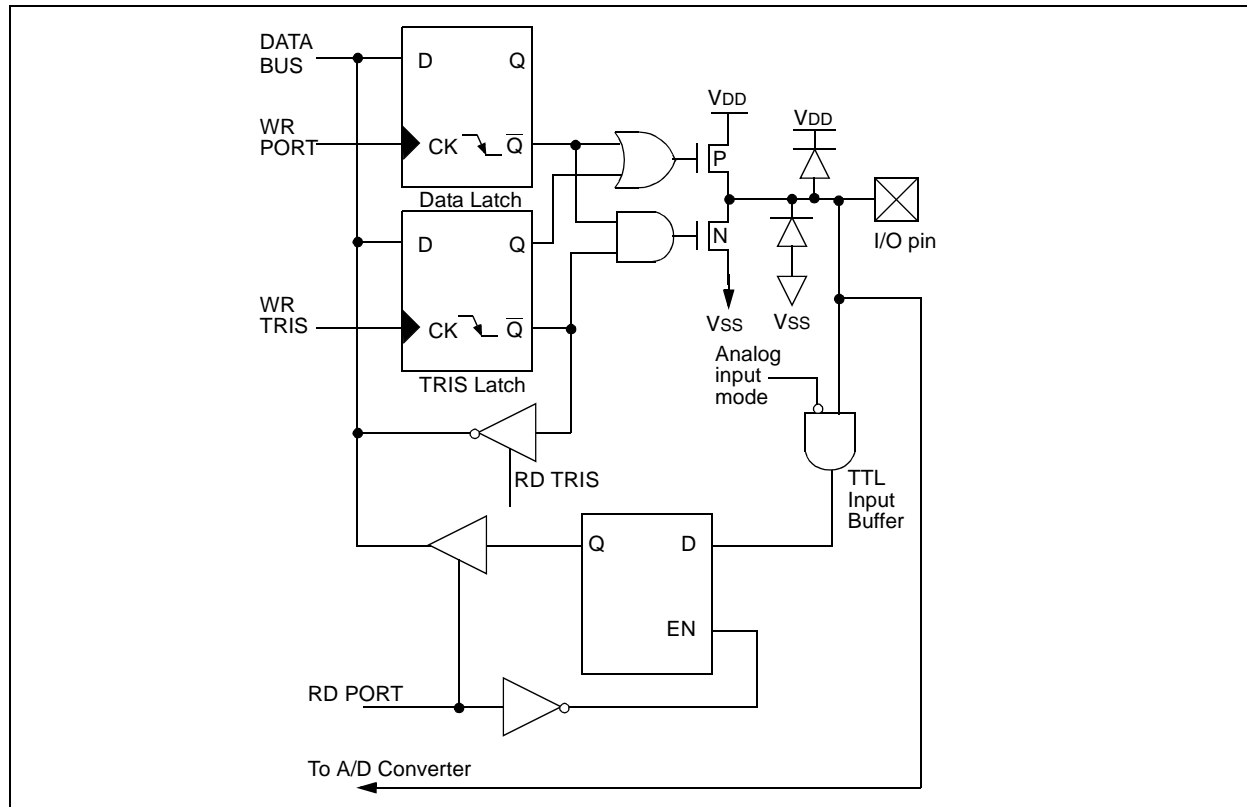 DATA
BUS
D
Q
VDD
VDD
WR
PORT
CK
Q̅
P
Data Latch
I/O pin
D
Q
N
WR
TRIS
CK
Q̅
VSS
VSS
TRIS Latch
Analog
input
mode
RD TRIS
TTL
Input
Buffer
Q
D
EN
RD PORT
To A/D Converter